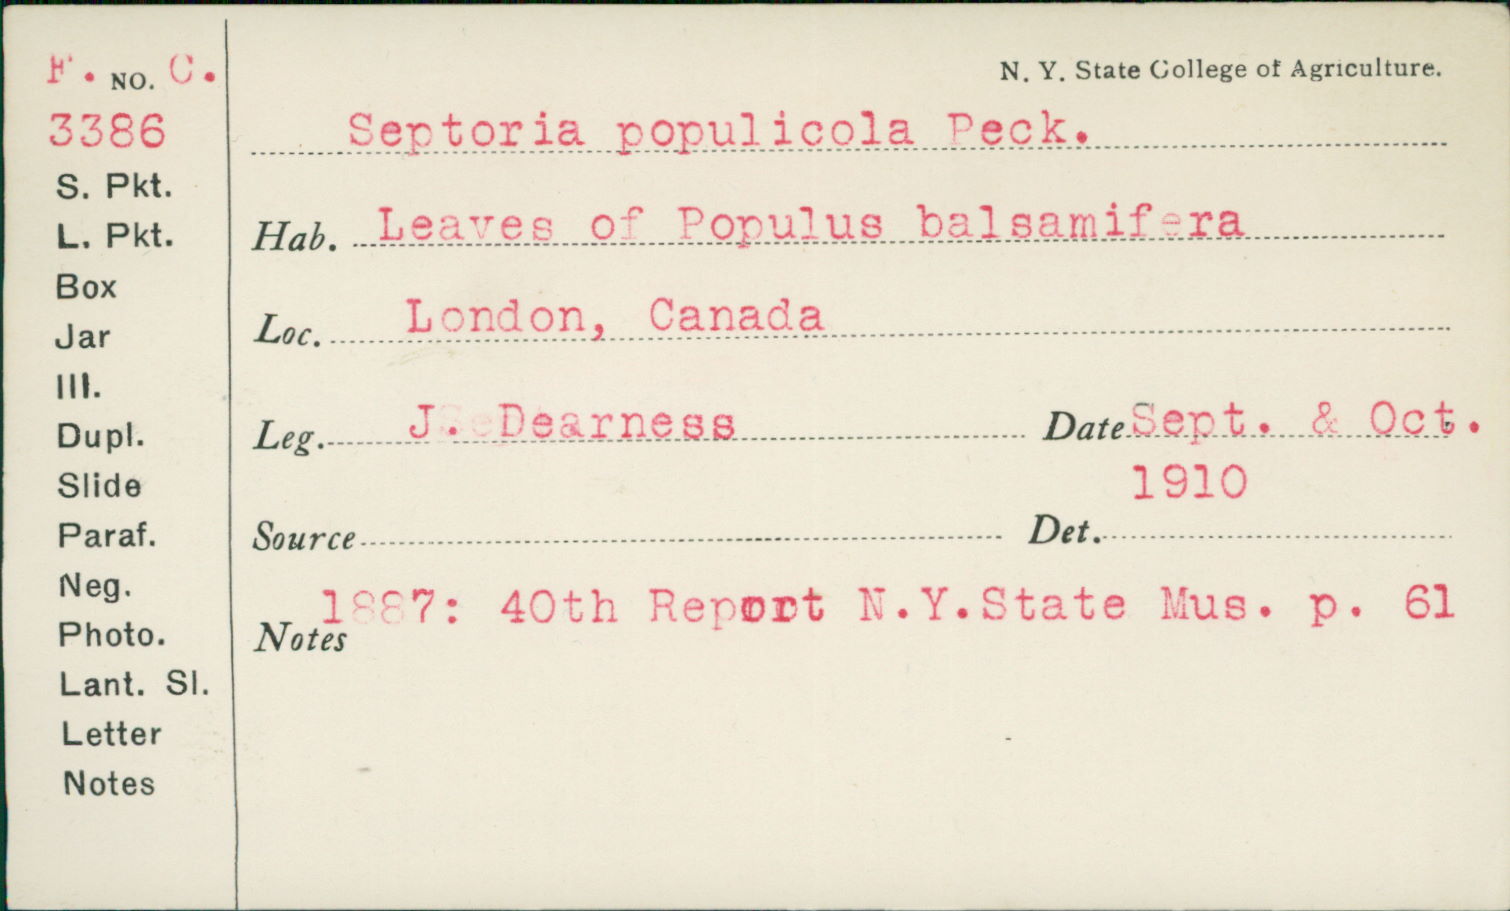 F. NO. C.
3386
S. Pkt.
L. Pkt.
Box
Jar
Ill.
Dupl.
Slide
Paraf.
Neg.
Photo.
Lant. Sl.
Letter
Notes
N. Y. State College of Agriculture.
Septoria populicola Peck.
Hab. Leaves of Populus balsamifera
Loc. London, Canada
Leg. J. Dearness Date Sept. & Oct.
1910
Source Det.
1887: 40th Report N.Y.State Mus. p. 61
Notes